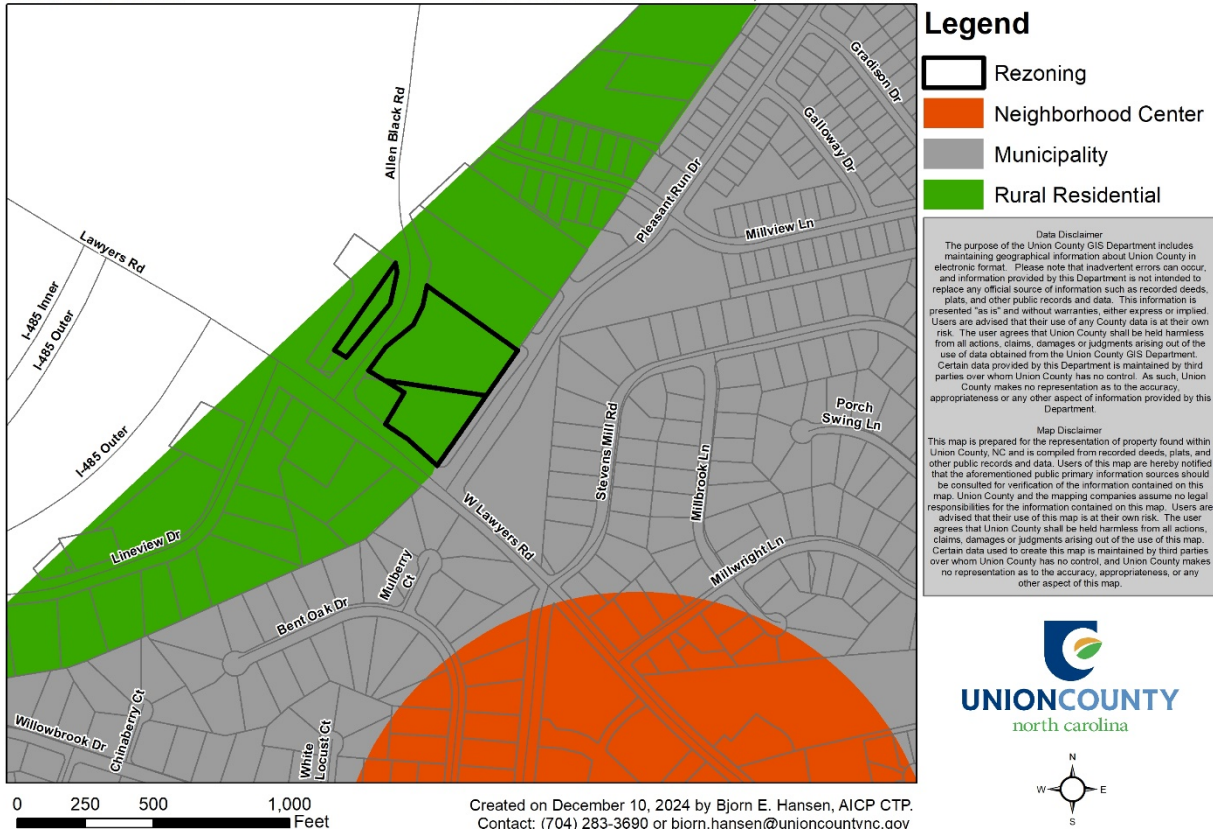 Legend
Rezoning
Neighborhood Center
Municipality
Rural Residential
Data Disclaimer
The purpose of the Union County GIS Department includes
maintaining geographical information about Union County in
electronic format. Please note that inadvertent errors can occur,
and information provided by this Department is not intended to
replace any official source of information such as recorded deeds,
plats, and other public records and data. This information is
presented "as is" and without warranties, either express or implied.
Users are advised that their use of any County data is at their own
risk. The user agrees that Union County shall be held harmless
from all actions, claims, damages or judgments arising out of the
use of data obtained from the Union County GIS Department.
Certain data provided by this Department is maintained by third
parties over whom Union County has no control. As such, Union
County makes no representation as to the accuracy,
appropriateness or any other aspect of information provided by this
Department.
Map Disclaimer
This map is prepared for the representation of property found within
Union County, NC and is compiled from recorded deeds, plats, and
other public records and data. Users of this map are hereby notified
that the aforementioned public primary information sources should
be consulted for verification of the information contained on this
map. Union County and the mapping companies assume no legal
responsibilities for the information contained on this map. Users are
advised that their use of this map is at their own risk. The user
agrees that Union County shall be held harmless from all actions,
claims, damages or judgments arising out of the use of this map.
Certain data used to create this map is maintained by third parties
over whom Union County has no control, and Union County makes
no representation as to the accuracy, appropriateness, or any
other aspect of this map.
UNIONCOUNTY
north carolina
N
W E
S
Gradison Dr
Galloway Dr
Allen Black Rd
Pleasant Run Dr
Millview Ln
Lawyers Rd
I-485 Inner
I-485 Outer
I-485 Outer
Stevens Mill Rd
Millbrook Ln
Porch
Swing Ln
Lineview Dr
W Lawyers Rd
Mulberry
Ct
Millwright Ln
Bent Oak Dr
Chinaberry Ct
Willowbrook Dr
White
Locust Ct
0 250 500 1,000
Feet
Created on December 10, 2024 by Bjorn E. Hansen, AICP CTP.
Contact: (704) 283-3690 or bjorn.hansen@unioncountync.gov